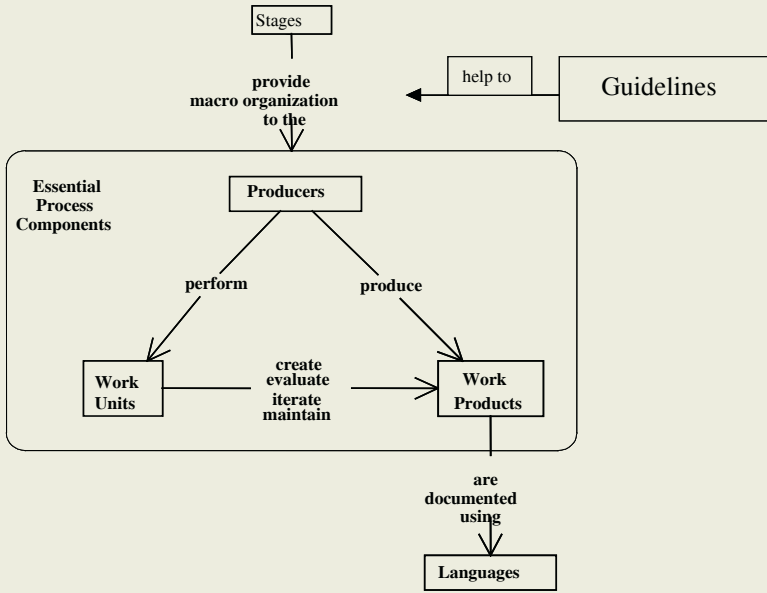 Stages
provide
macro organization
to the
help to
Guidelines
Essential
Process
Components
Producers
perform
produce
Work
Units
create
evaluate
iterate
maintain
Work
Products
are
documented
using
Languages